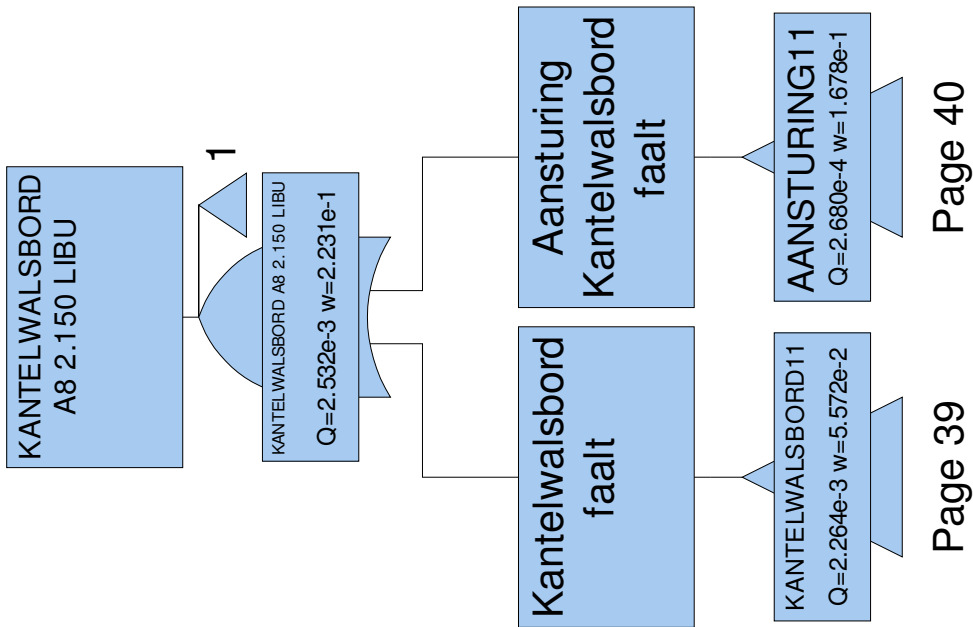 KANTELWALSBORD
A8 2.150 LIBU
1
KANTELWALSBORD A8 2.150 LIBU
Q=2.532e-3 w=2.231e-1
Kantelwalsbord
faalt
Aansturing
Kantelwalsbord
faalt
KANTELWALSBORD11
Q=2.264e-3 w=5.572e-2
AANSTURING11
Q=2.680e-4 w=1.678e-1
Page 39
Page 40